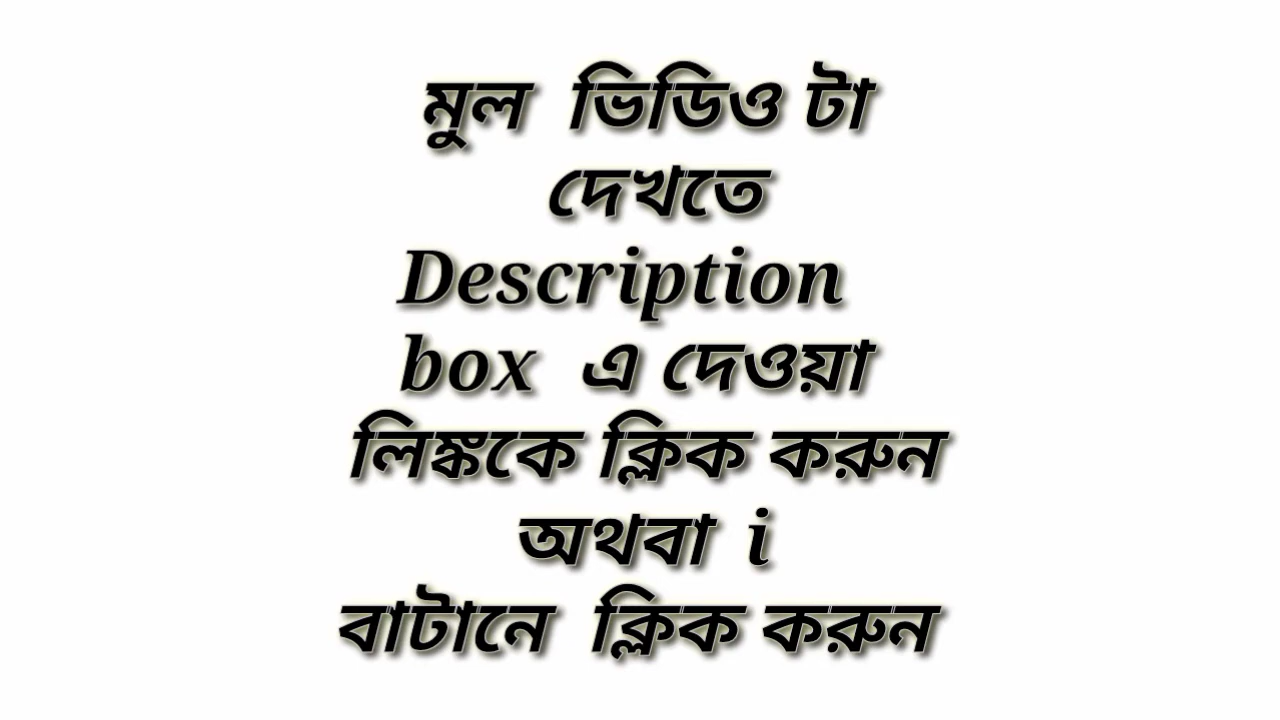 মুল ভিডিও টা
দেখতে
Description
box এ দেওয়া
লিঙ্ককে ক্লিক করুন
অথবা i
বাটানে ক্লিক করুন